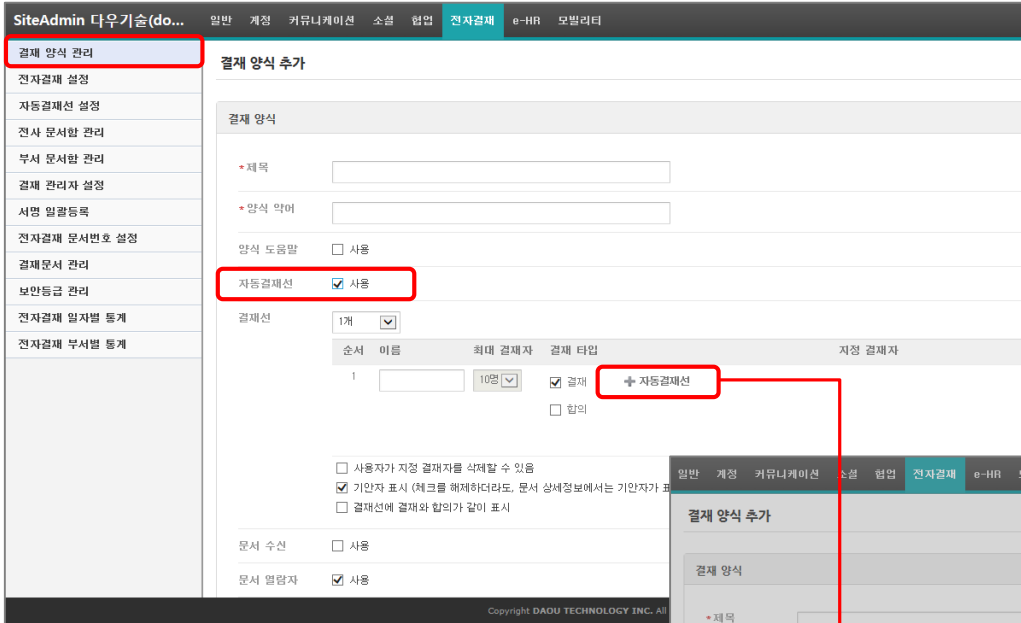 SiteAdmin 다우기술(do...
일반 계정 커뮤니케이션 소셜 협업 전자결재 e-HR 모빌리티
결재 양식 관리
전자결재 설정
자동결재선 설정
전사 문서함 관리
부서 문서함 관리
결재 관리자 설정
서명 일괄등록
전자결재 문서번호 설정
결재문서 관리
보안등급 관리
전자결재 일자별 통계
전자결재 부서별 통계
결재 양식 추가
결재 양식
*제목
*양식 약어
양식 도움말 사용
자동결재선 사용
결재선 1개
순서 이름 최대 결재자 결재 타입 지정 결재자
1 10명 결재 + 자동결재선
합의
사용자가 지정 결재자를 삭제할 수 있음
기안자 표시 (체크를 해제하더라도, 문서 상세정보에서는 기안자가 표
결재선에 결재와 합의가 같이 표시
문서 수신 사용
문서 열람자 사용
Copyright DAOU TECHNOLOGY INC. All
일반 계정 커뮤니케이션 소셜 협업 전자결재 e-HR
결재 양식 추가
결재 양식
*제목